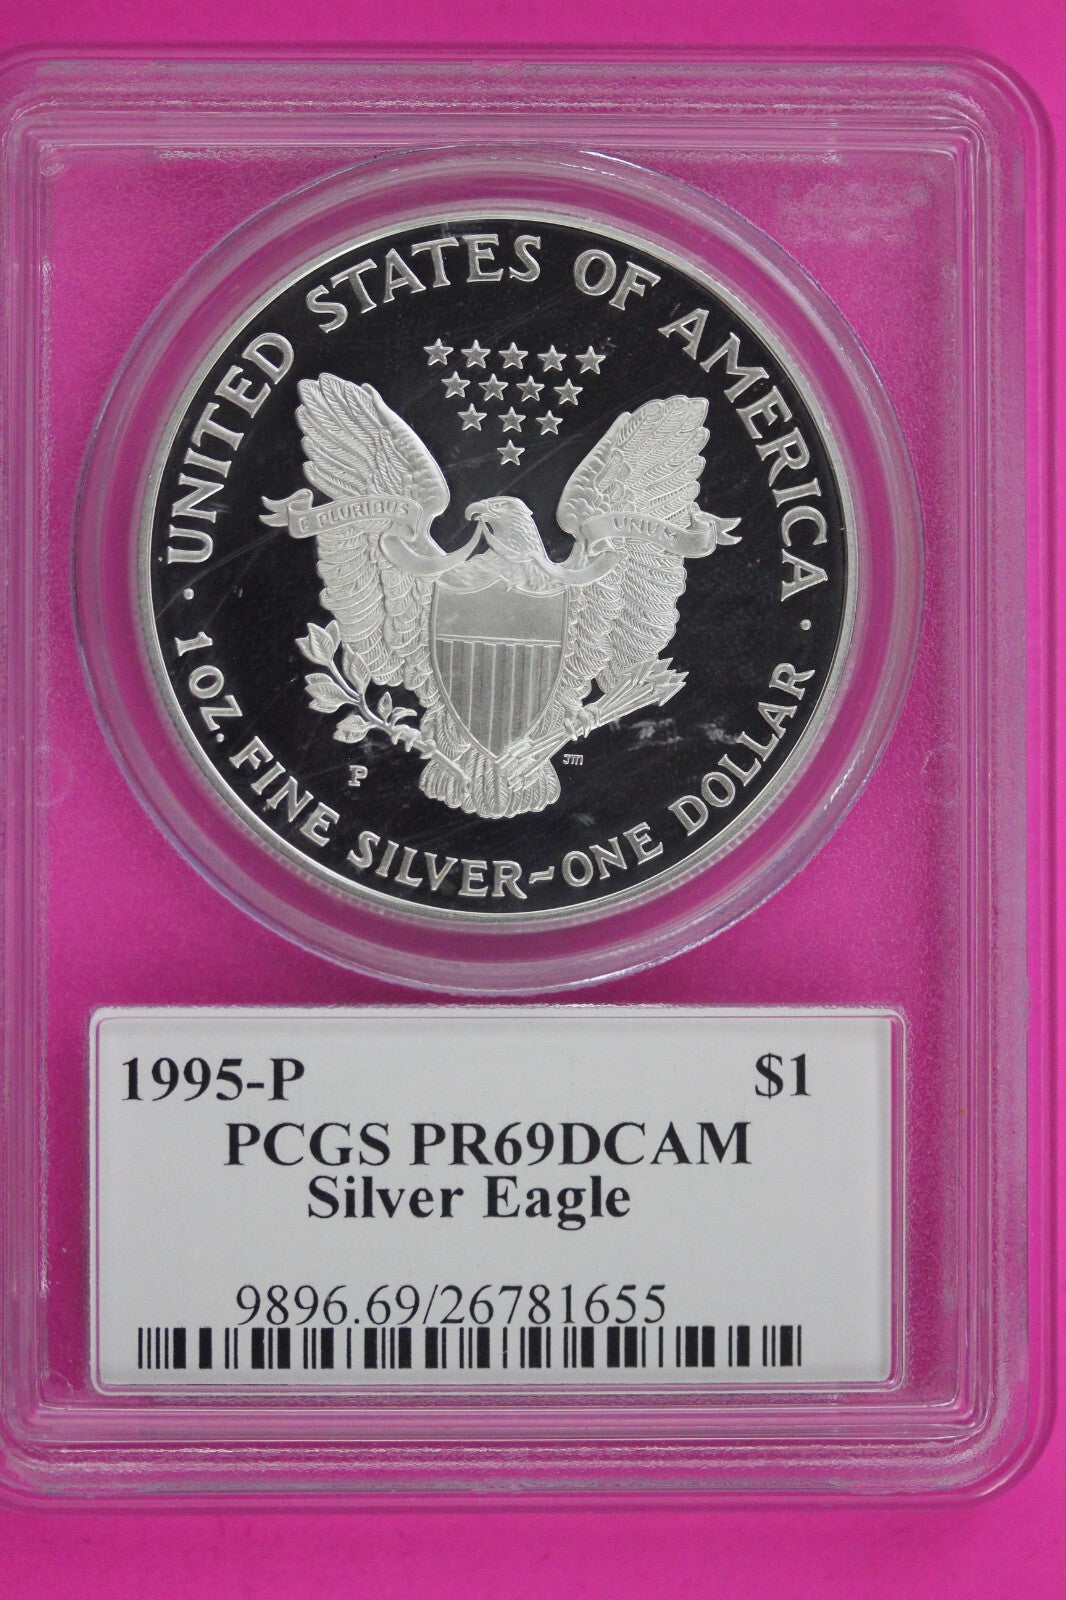 UNITED STATES OF AMERICA
E PLURIBUS UNUM
P
JM
1 OZ. FINE SILVER~ONE DOLLAR
1995-P $1
PCGS PR69DCAM
Silver Eagle
9896.69/26781655